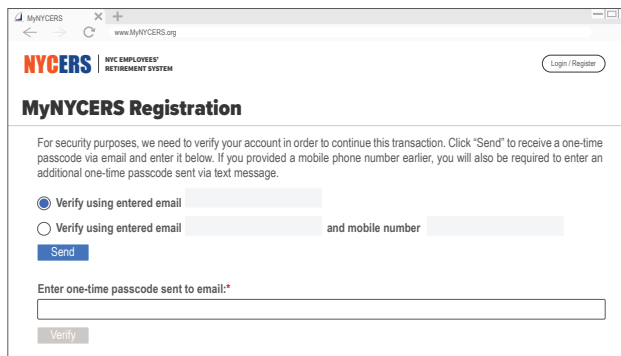 MyNYCERS
www.MyNYCERS.org
NYCERS
NYC EMPLOYEES'
RETIREMENT SYSTEM
Login / Register
MyNYCERS Registration
For security purposes, we need to verify your account in order to continue this transaction. Click “Send” to receive a one-time
passcode via email and enter it below. If you provided a mobile phone number earlier, you will also be required to enter an
additional one-time passcode sent via text message.
Verify using entered email
Verify using entered email and mobile number
Send
Enter one-time passcode sent to email:*
Verify